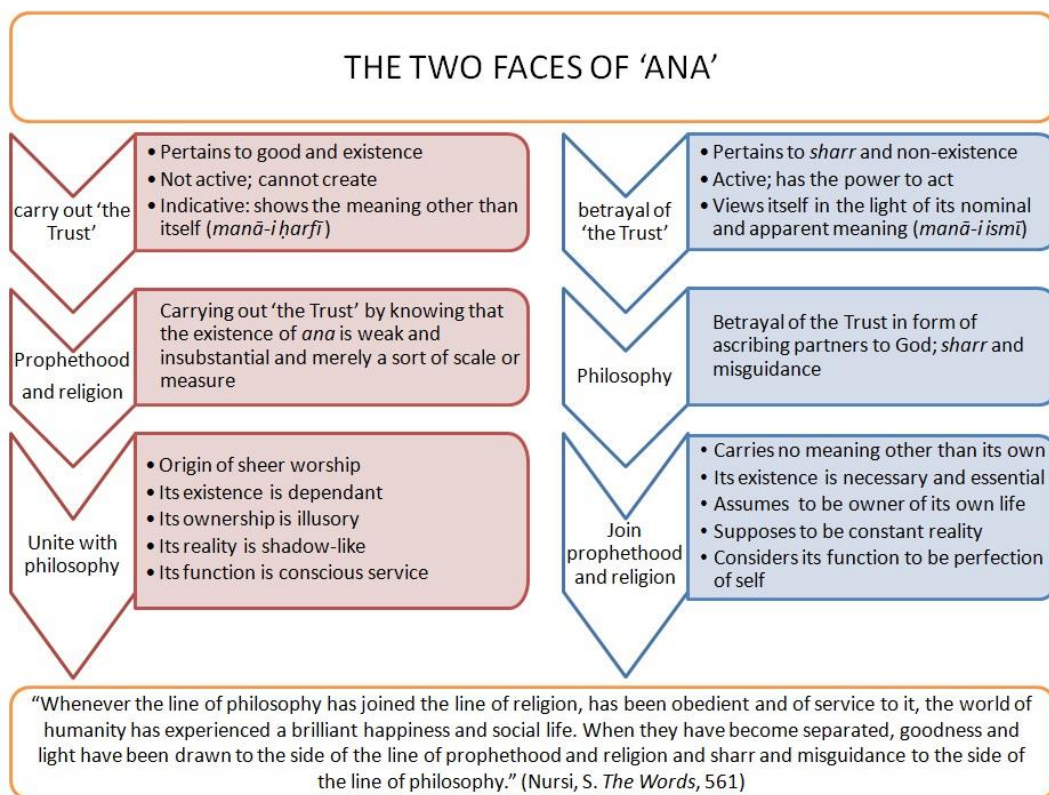 THE TWO FACES OF ‘ANA’
carry out ‘the
Trust’
• Pertains to good and existence
• Not active; cannot create
• Indicative: shows the meaning other than
itself (manā-i ḥarfī)
Prophethood
and religion
Carrying out ‘the Trust’ by knowing that
the existence of ana is weak and
insubstantial and merely a sort of scale or
measure
Unite with
philosophy
• Origin of sheer worship
• Its existence is dependant
• Its ownership is illusory
• Its reality is shadow-like
• Its function is conscious service
betrayal of
‘the Trust’
• Pertains to sharr and non-existence
• Active; has the power to act
• Views itself in the light of its nominal
and apparent meaning (manā-i ismī)
Philosophy
Betrayal of the Trust in form of
ascribing partners to God; sharr and
misguidance
Join
prophethood
and religion
• Carries no meaning other than its own
• Its existence is necessary and essential
• Assumes to be owner of its own life
• Supposes to be constant reality
• Considers its function to be perfection
of self
“Whenever the line of philosophy has joined the line of religion, has been obedient and of service to it, the world of
humanity has experienced a brilliant happiness and social life. When they have become separated, goodness and
light have been drawn to the side of the line of prophethood and religion and sharr and misguidance to the side of
the line of philosophy.” (Nursi, S. The Words, 561)